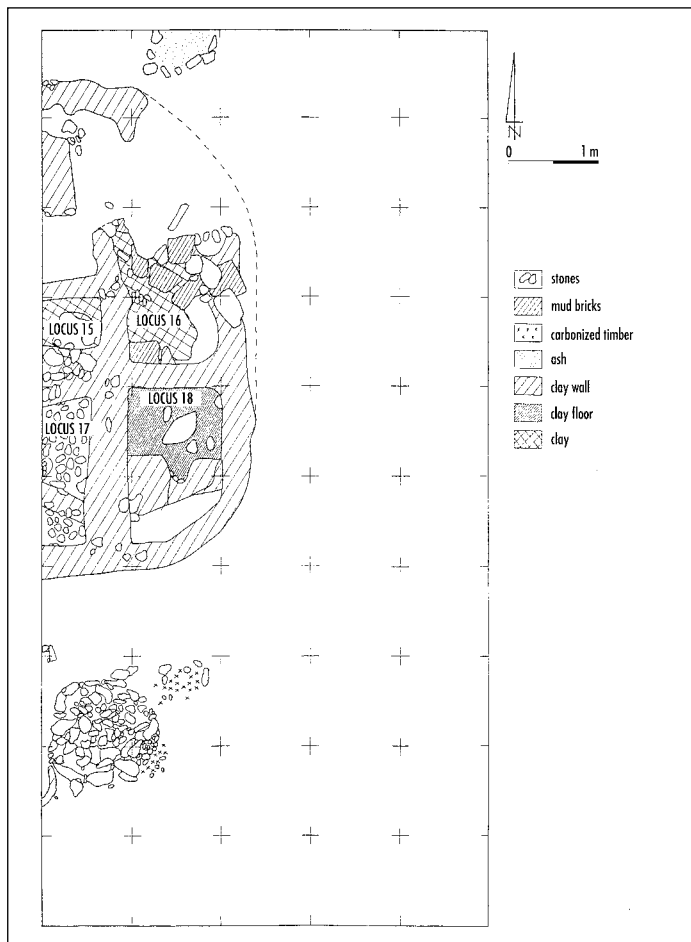 N
0 1 m
stones
mud bricks
carbonized timber
ash
clay wall
clay floor
clay
LOCUS 15
LOCUS 16
LOCUS 18
LOCUS 17